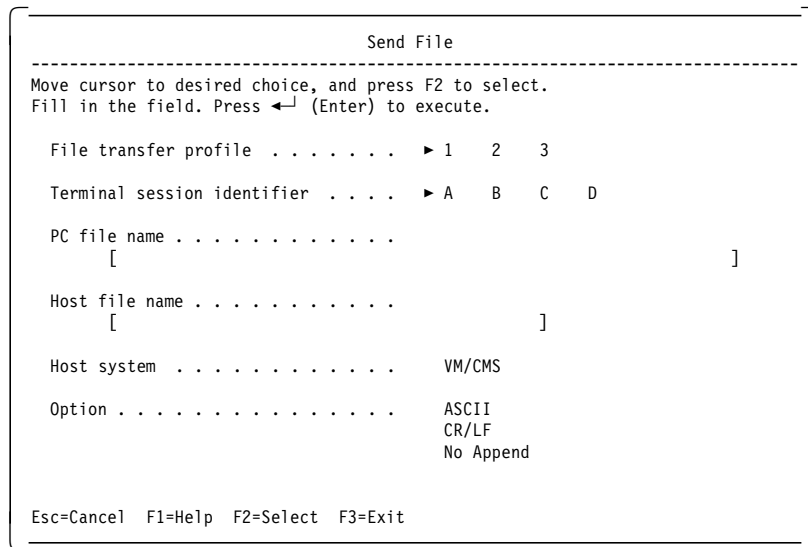 Send File
--------------------------------------------------------------------------------
Move cursor to desired choice, and press F2 to select.
Fill in the field. Press ◄─┘ (Enter) to execute.
File transfer profile . . . . . . . ► 1 2 3
Terminal session identifier . . . . ► A B C D
PC file name . . . . . . . . . . . .
[ ]
Host file name . . . . . . . . . . .
[ ]
Host system . . . . . . . . . . . . VM/CMS
Option . . . . . . . . . . . . . . . ASCII
CR/LF
No Append
Esc=Cancel F1=Help F2=Select F3=Exit